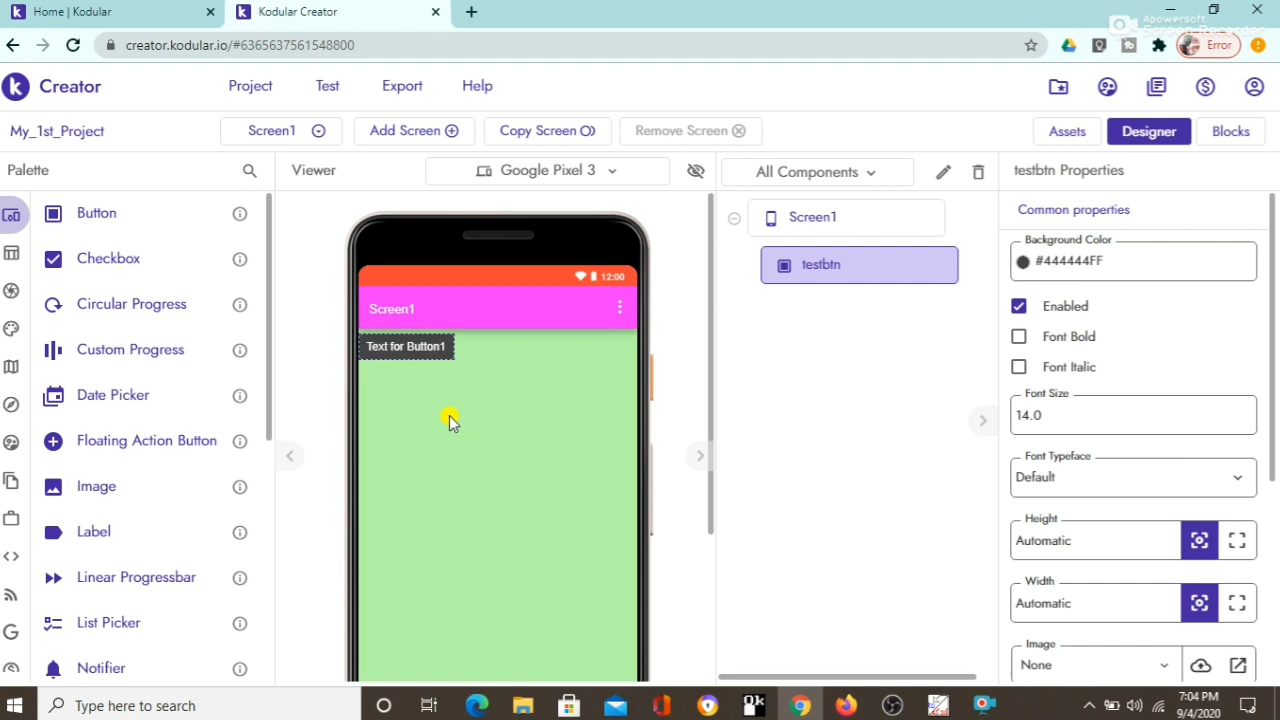 Home | Kodular
Kodular Creator
Apowersoft
Screen Recorder
creator.kodular.io/#6365637561548800
Error
Creator
Project
Test
Export
Help
My_1st_Project
Screen1
Add Screen
Copy Screen
Remove Screen
Assets
Designer
Blocks
Palette
Viewer
Google Pixel 3
All Components
testbtn Properties
Button
Checkbox
Circular Progress
Custom Progress
Date Picker
Floating Action Button
Image
Label
Linear Progressbar
List Picker
Notifier
12:00
Screen1
Text for Button1
Screen1
testbtn
Common properties
Background Color
#444444FF
Enabled
Font Bold
Font Italic
Font Size
14.0
Font Typeface
Default
Height
Automatic
Width
Automatic
Image
None
Type here to search
Ok
7:04 PM
9/4/2020